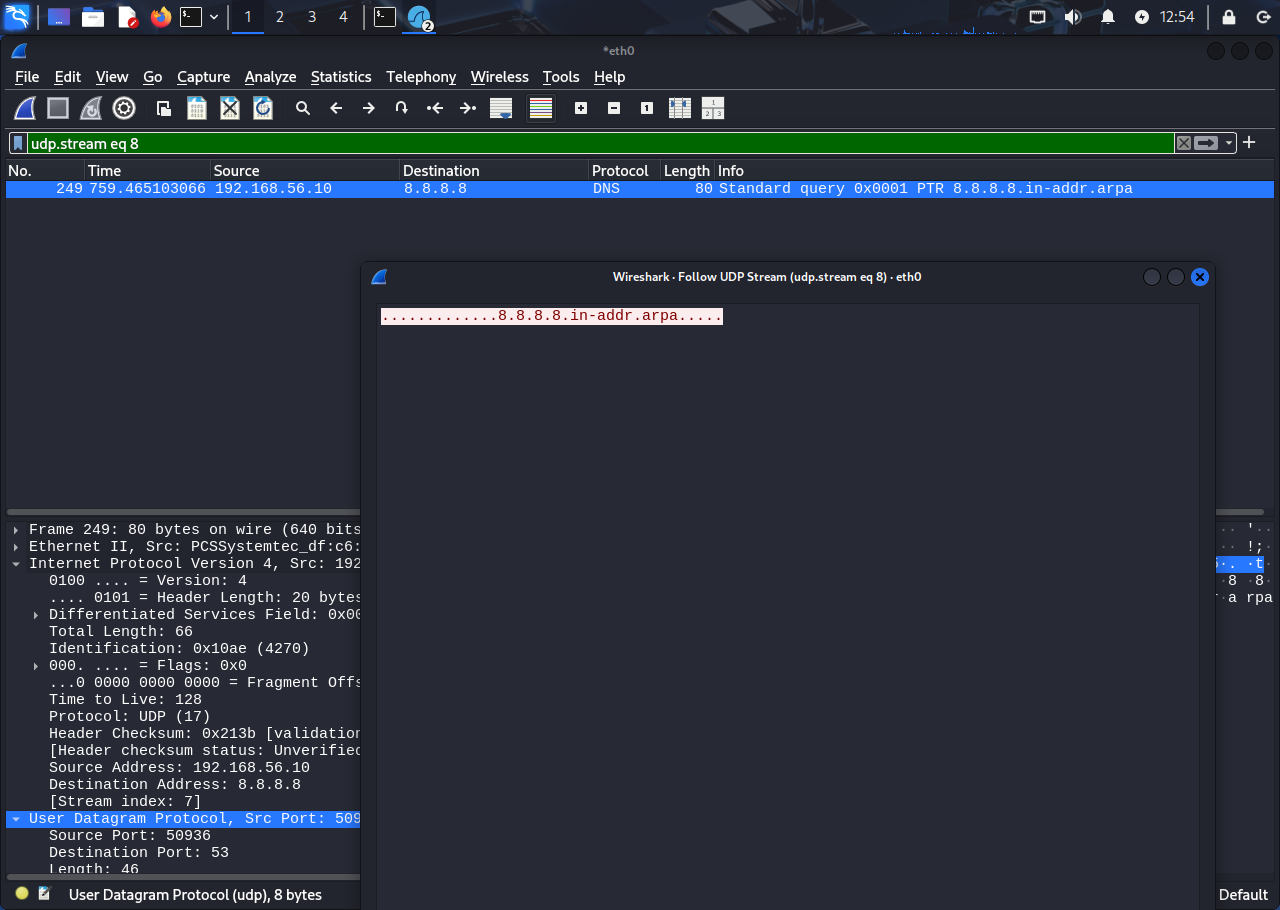 1 2 3 4 2 12:54
*eth0
File Edit View Go Capture Analyze Statistics Telephony Wireless Tools Help
udp.stream eq 8
No. Time Source Destination Protocol Length Info
249 759.465103066 192.168.56.10 8.8.8.8 DNS 80 Standard query 0x0001 PTR 8.8.8.8.in-addr.arpa
Wireshark · Follow UDP Stream (udp.stream eq 8) · eth0
.............8.8.8.8.in-addr.arpa.....
Frame 249: 80 bytes on wire (640 bits
Ethernet II, Src: PCSSystemtec_df:c6:
Internet Protocol Version 4, Src: 192
0100 .... = Version: 4
.... 0101 = Header Length: 20 bytes
Differentiated Services Field: 0x00
Total Length: 66
Identification: 0x10ae (4270)
000. .... = Flags: 0x0
...0 0000 0000 0000 = Fragment Offs
Time to Live: 128
Protocol: UDP (17)
Header Checksum: 0x213b [validation
[Header checksum status: Unverified
Source Address: 192.168.56.10
Destination Address: 8.8.8.8
[Stream index: 7]
User Datagram Protocol, Src Port: 509
Source Port: 50936
Destination Port: 53
Length: 46
·· '··
·· !;·
·. ·t·
·8 ·8·
r·a rpa
User Datagram Protocol (udp), 8 bytes
Default